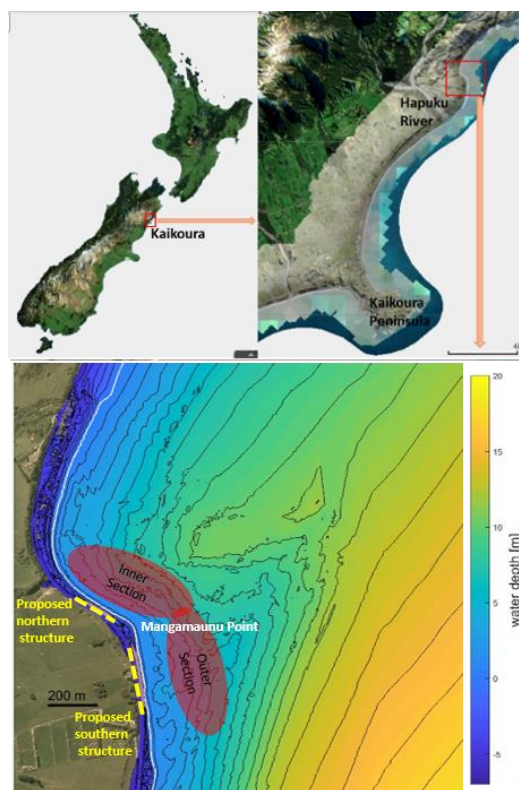 Kaikoura
Hapuku
River
Kaikoura
Peninsula
Inner
Section
Mangamaunu Point
Outer
Section
Proposed
northern
structure
200 m
Proposed
southern
structure
20
15
10
5
0
-5
water depth [m]